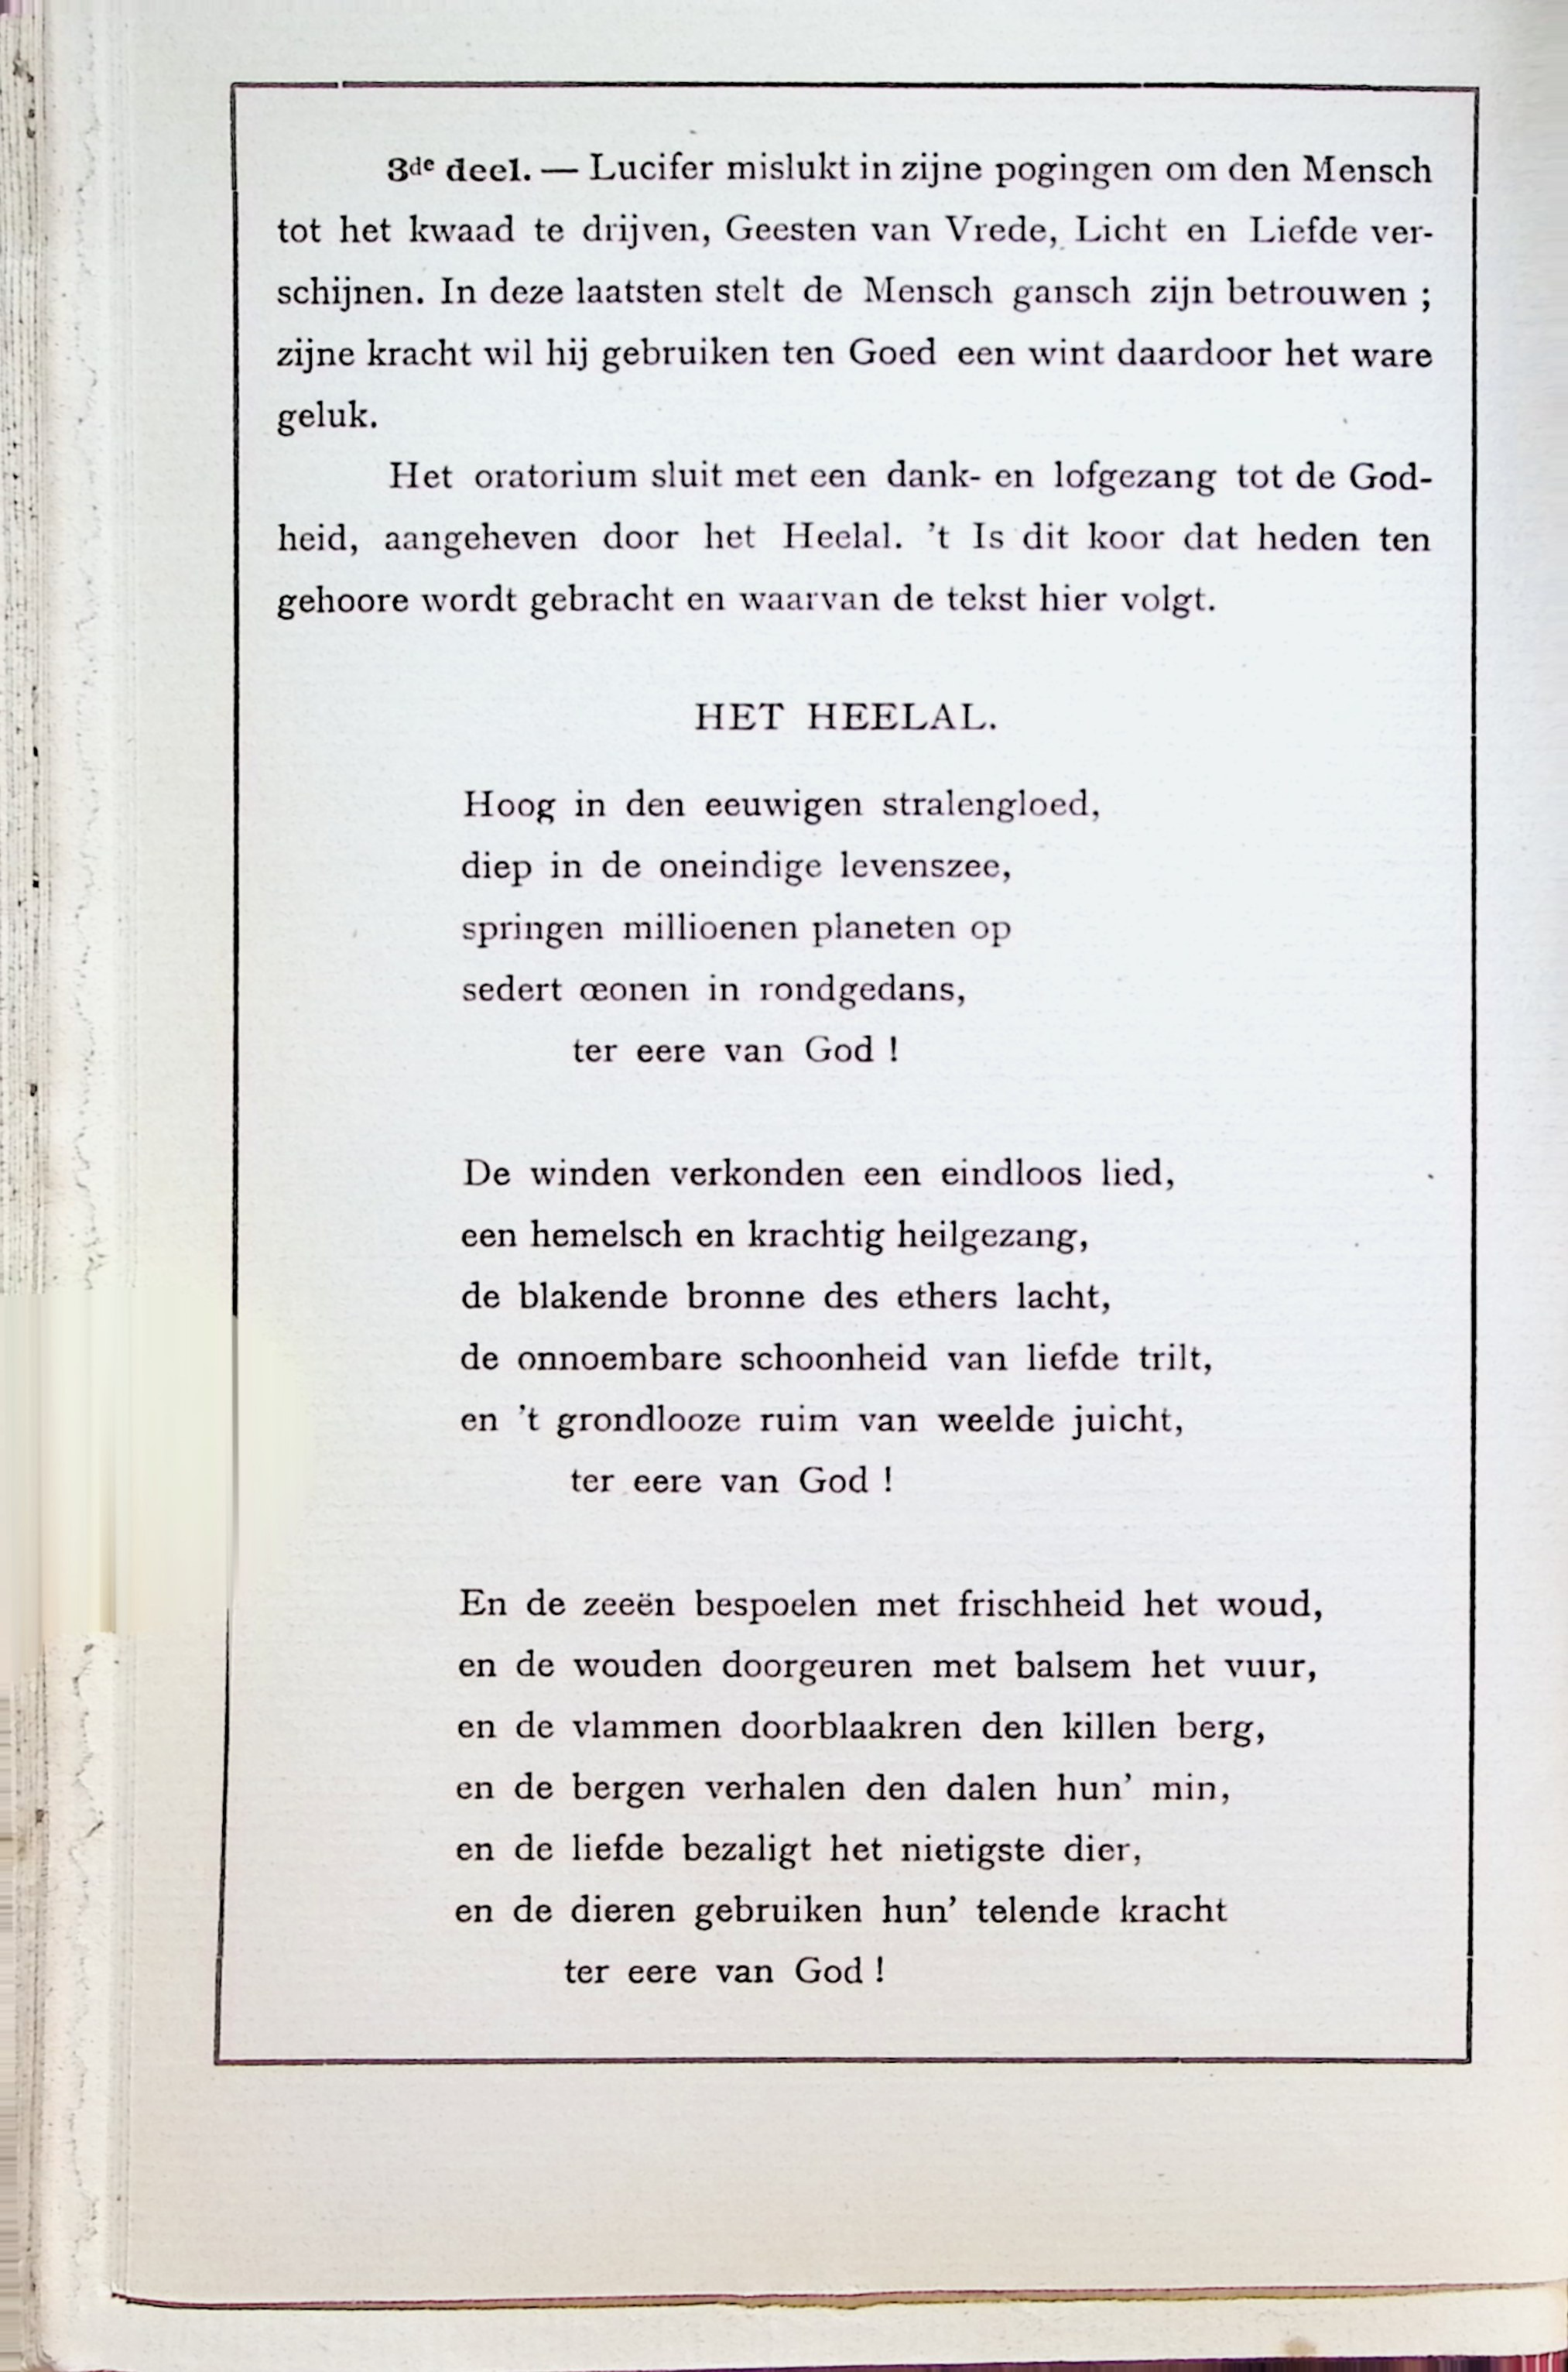 3de deel. — Lucifer mislukt in zijne pogingen om den Mensch
tot het kwaad te drijven, Geesten van Vrede, Licht en Liefde ver-
schijnen. In deze laatsten stelt de Mensch gansch zijn betrouwen ;
zijne kracht wil hij gebruiken ten Goed een wint daardoor het ware
geluk.
Het oratorium sluit met een dank- en lofgezang tot de God-
heid, aangeheven door het Heelal. 't Is dit koor dat heden ten
gehoore wordt gebracht en waarvan de tekst hier volgt.
HET HEELAL.
Hoog in den eeuwigen stralengloed,
diep in de oneindige levenszee,
springen millioenen planeten op
sedert œonen in rondgedans,
ter eere van God !
De winden verkonden een eindloos lied,
een hemelsch en krachtig heilgezang,
de blakende bronne des ethers lacht,
de onnoembare schoonheid van liefde trilt,
en 't grondlooze ruim van weelde juicht,
ter eere van God !
En de zeeën bespoelen met frischheid het woud,
en de wouden doorgeuren met balsem het vuur,
en de vlammen doorblaakren den killen berg,
en de bergen verhalen den dalen hun' min,
en de liefde bezaligt het nietigste dier,
en de dieren gebruiken hun' telende kracht
ter eere van God !